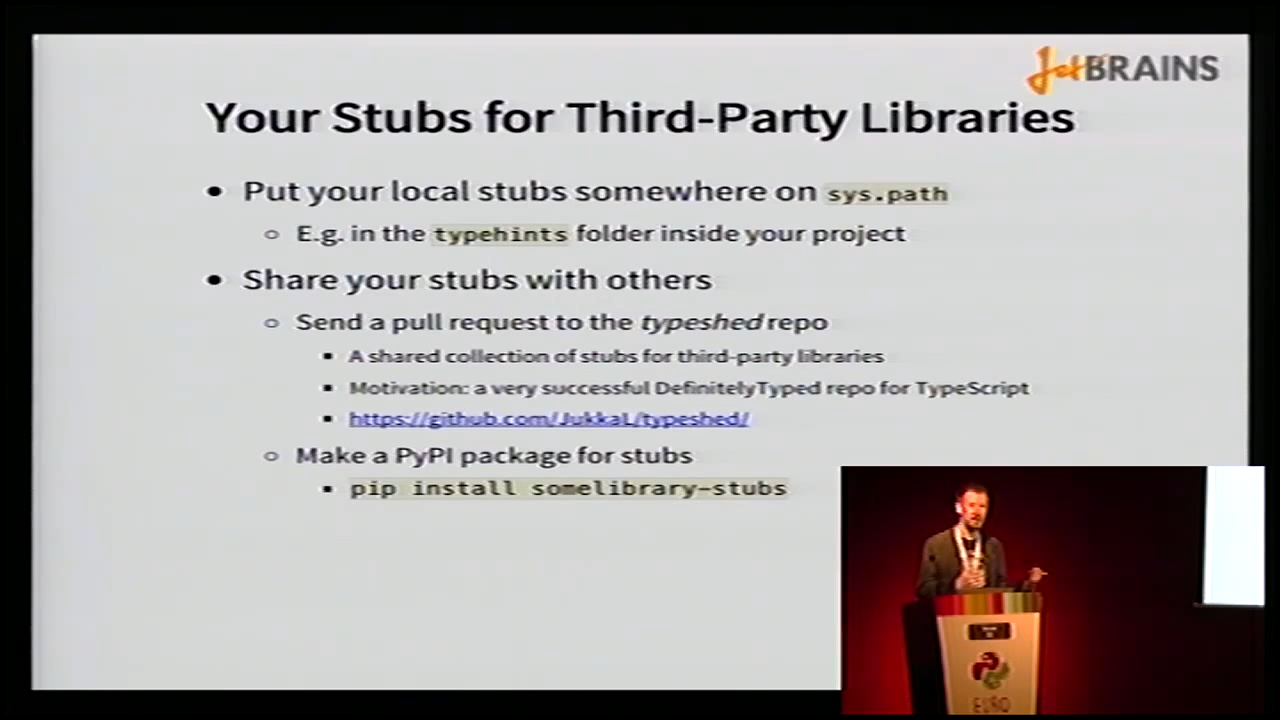 JetBRAINS
Your Stubs for Third-Party Libraries
• Put your local stubs somewhere on sys.path
○ E.g. in the typehints folder inside your project
• Share your stubs with others
○ Send a pull request to the typeshed repo
▪ A shared collection of stubs for third-party libraries
▪ Motivation: a very successful DefinitelyTyped repo for TypeScript
▪ https://github.com/JukkaL/typeshed/
○ Make a PyPI package for stubs
▪ pip install somelibrary-stubs
EURO